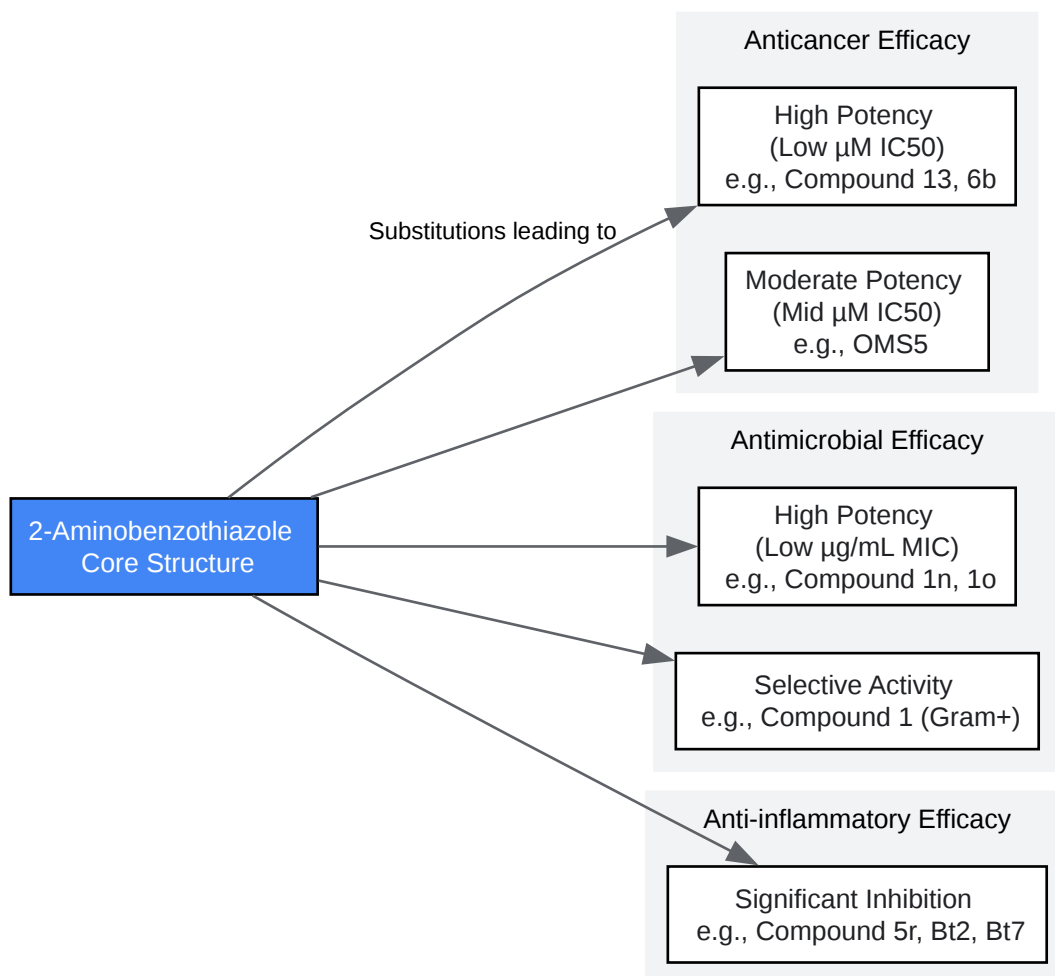 Anticancer Efficacy
High Potency
(Low µM IC50)
e.g., Compound 13, 6b
Substitutions leading to
Moderate Potency
(Mid µM IC50)
e.g., OMS5
Antimicrobial Efficacy
High Potency
(Low µg/mL MIC)
e.g., Compound 1n, 1o
2-Aminobenzothiazole
Core Structure
Selective Activity
e.g., Compound 1 (Gram+)
Anti-inflammatory Efficacy
Significant Inhibition
e.g., Compound 5r, Bt2, Bt7